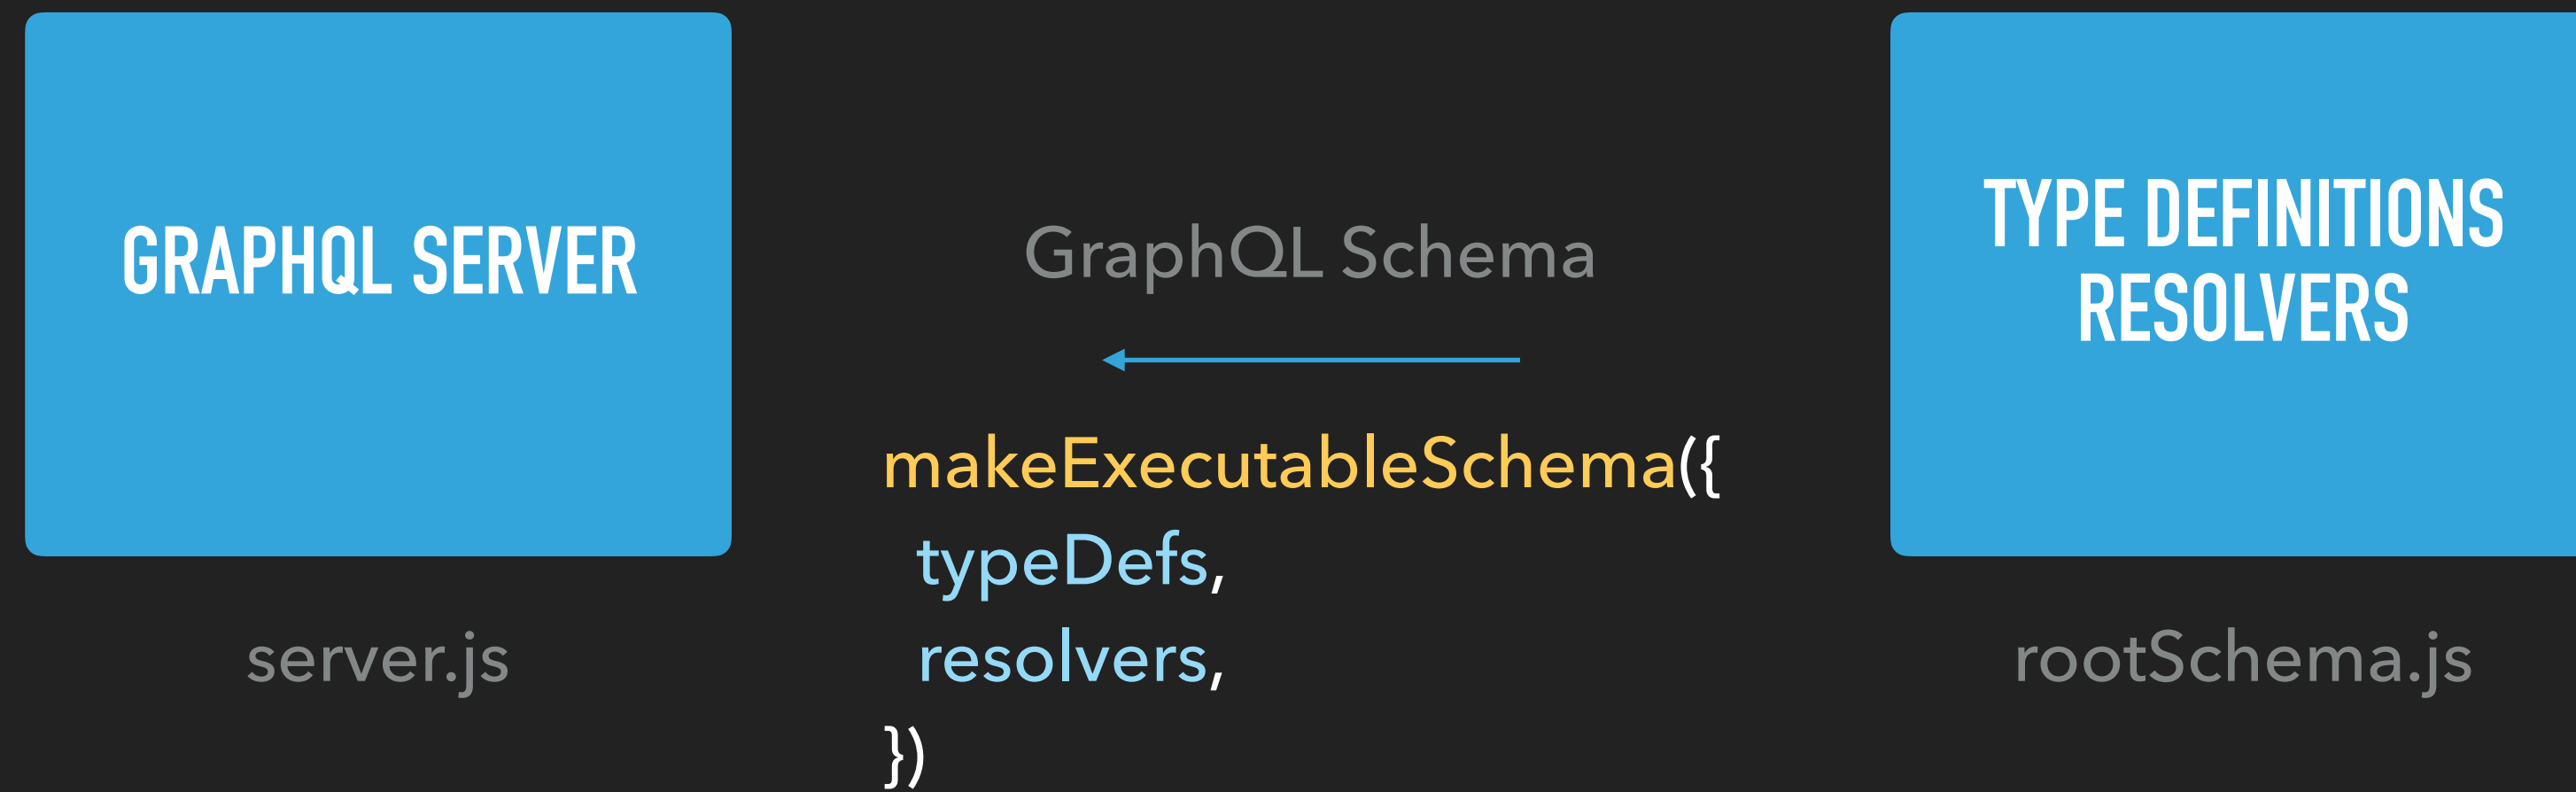 GRAPHQL SERVER
server.js
GraphQL Schema
makeExecutableSchema({
typeDefs,
resolvers,
})
TYPE DEFINITIONS
RESOLVERS
rootSchema.js